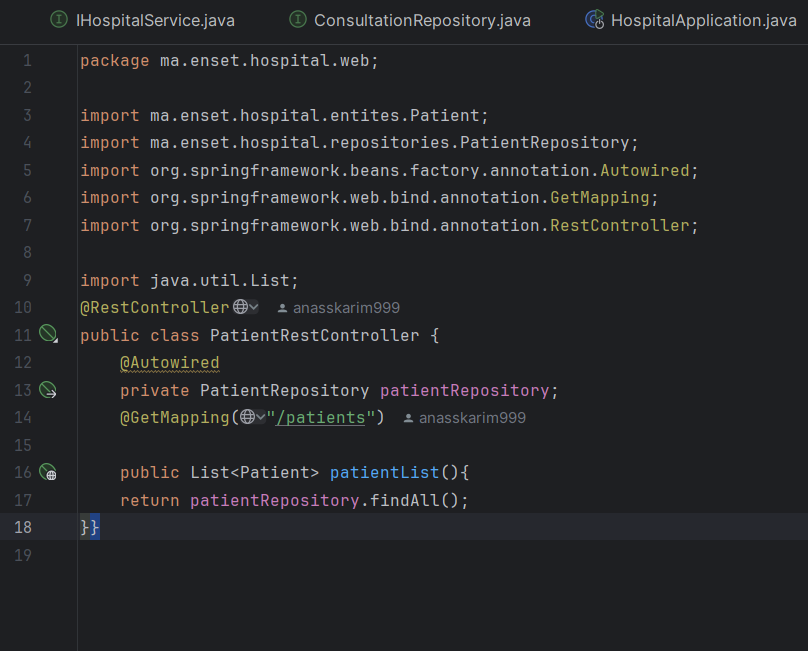 IHospitalService.java ConsultationRepository.java HospitalApplication.java
1 package ma.enset.hospital.web;
2
3 import ma.enset.hospital.entites.Patient;
4 import ma.enset.hospital.repositories.PatientRepository;
5 import org.springframework.beans.factory.annotation.Autowired;
6 import org.springframework.web.bind.annotation.GetMapping;
7 import org.springframework.web.bind.annotation.RestController;
8
9 import java.util.List;
10 @RestController anasskarim999
11 public class PatientRestController {
12 @Autowired
13 private PatientRepository patientRepository;
14 @GetMapping("/patients") anasskarim999
15
16 public List<Patient> patientList(){
17 return patientRepository.findAll();
18 }}
19